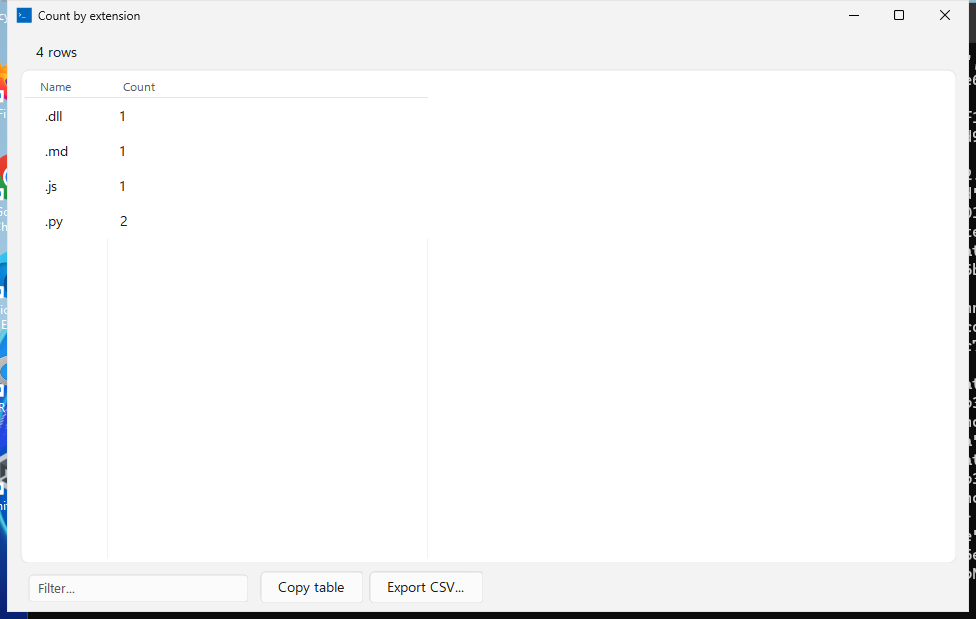 Count by extension
4 rows
Name Count
.dll 1
.md 1
.js 1
.py 2
Filter...
Copy table Export CSV...